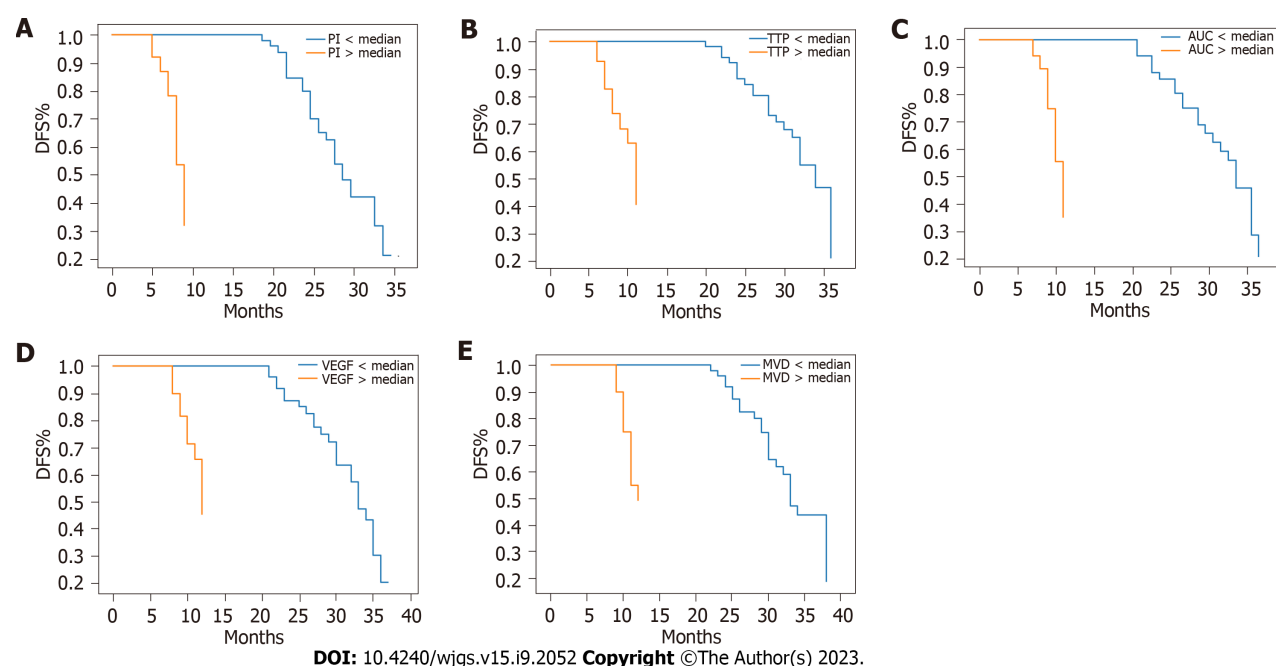 A
PI < median
PI > median
1.0
0.9
0.8
0.7
0.6
0.5
0.4
0.3
0.2
DFS%
0 5 10 15 20 25 30 35
Months
B
TTP < median
TTP > median
1.0
0.9
0.8
0.7
0.6
0.5
0.4
0.3
0.2
DFS%
0 5 10 15 20 25 30 35
Months
C
AUC < median
AUC > median
1.0
0.9
0.8
0.7
0.6
0.5
0.4
0.3
0.2
DFS%
0 5 10 15 20 25 30 35
Months
D
VEGF < median
VEGF > median
1.0
0.9
0.8
0.7
0.6
0.5
0.4
0.3
0.2
DFS%
0 5 10 15 20 25 30 35 40
Months
E
MVD < median
MVD > median
1.0
0.9
0.8
0.7
0.6
0.5
0.4
0.3
0.2
DFS%
0 5 10 15 20 25 30 35 40
Months
DOI: 10.4240/wjgs.v15.i9.2052 Copyright ©The Author(s) 2023.